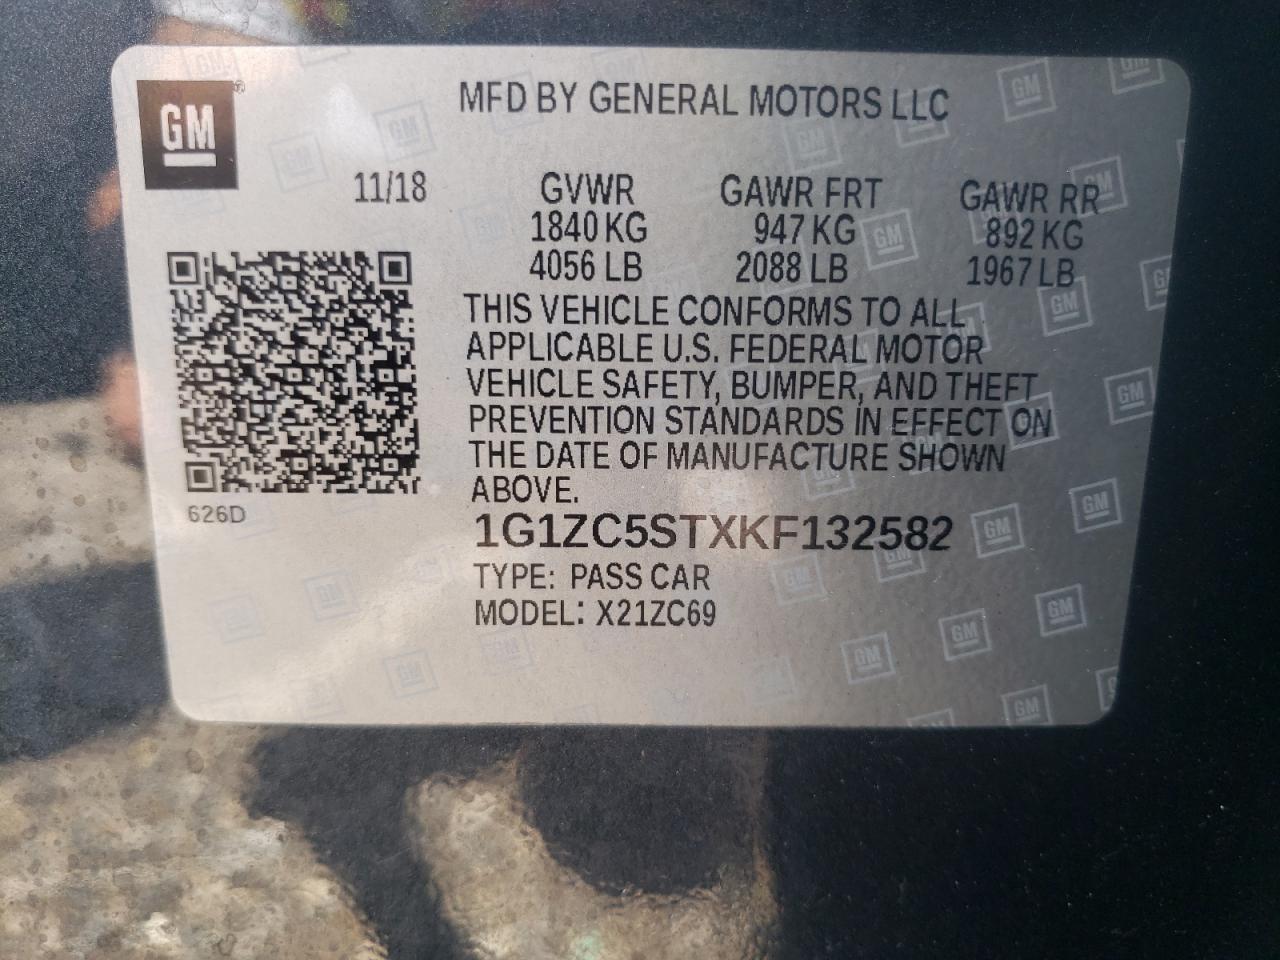 GM
MFD BY GENERAL MOTORS LLC
11/18
GVWR GAWR FRT GAWR RR
1840 KG 947 KG 892 KG
4056 LB 2088 LB 1967 LB
THIS VEHICLE CONFORMS TO ALL
APPLICABLE U.S. FEDERAL MOTOR
VEHICLE SAFETY, BUMPER, AND THEFT
PREVENTION STANDARDS IN EFFECT ON
THE DATE OF MANUFACTURE SHOWN
ABOVE.
626D
1G1ZC5STXKF132582
TYPE: PASS CAR
MODEL: X21ZC69